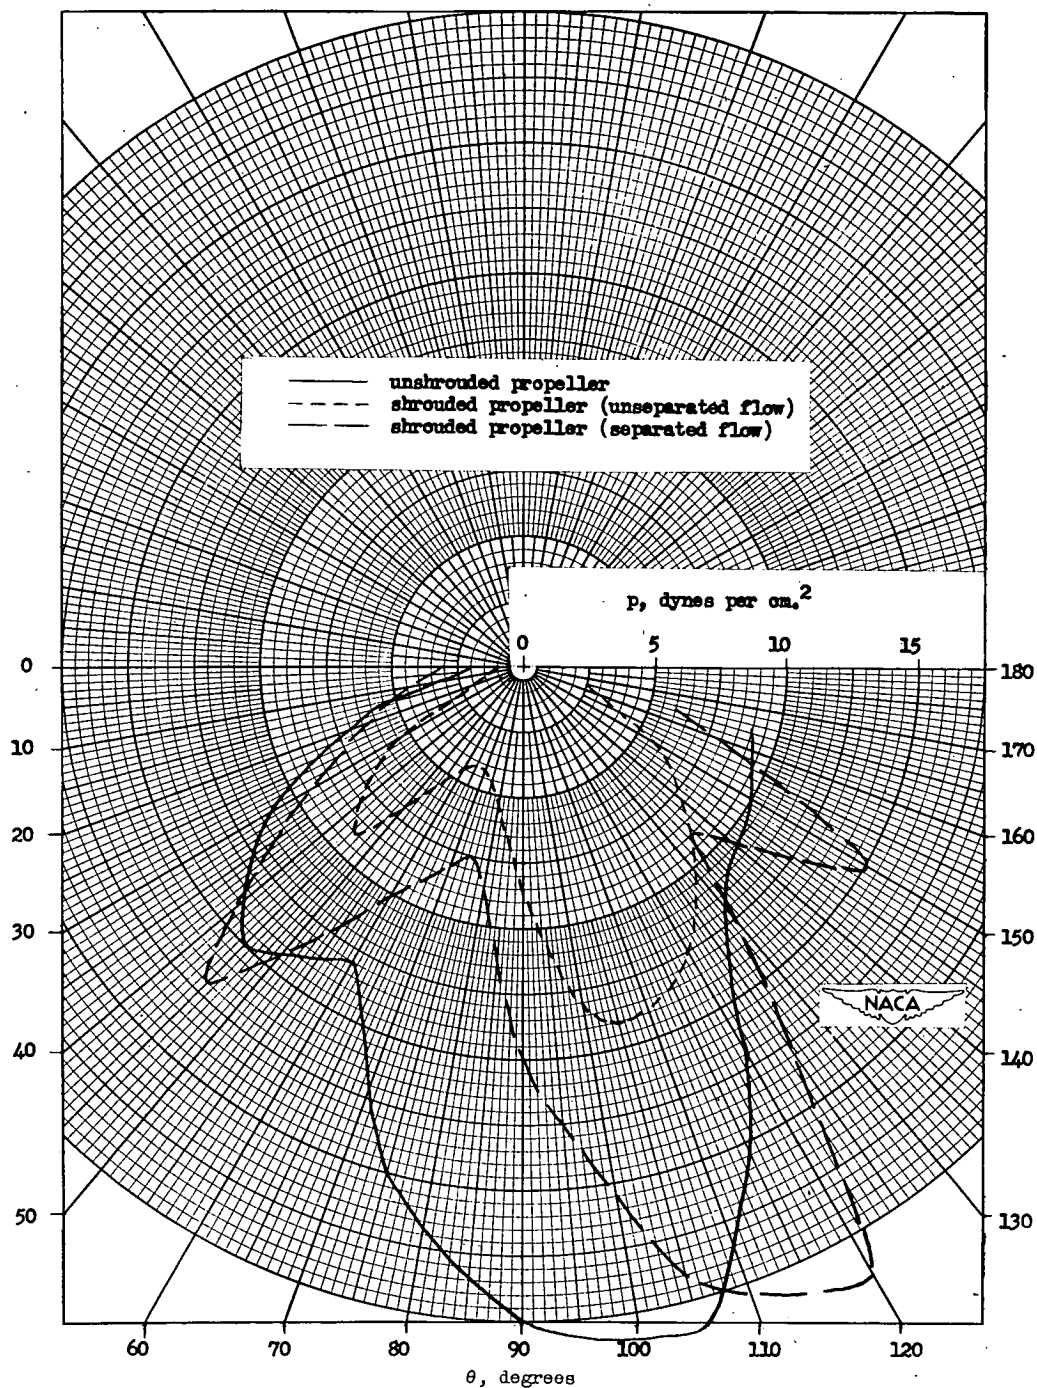 unshrouded propeller
shrouded propeller (unseparated flow)
shrouded propeller (separated flow)
p, dynes per cm.2
0 5 10 15
0 180
10 170
20 160
30 150
NACA
40 140
50 130
60 70 80 90 100 110 120
θ, degrees